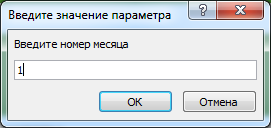 Введите значение параметра
Введите номер месяца
1
ОК
Отмена